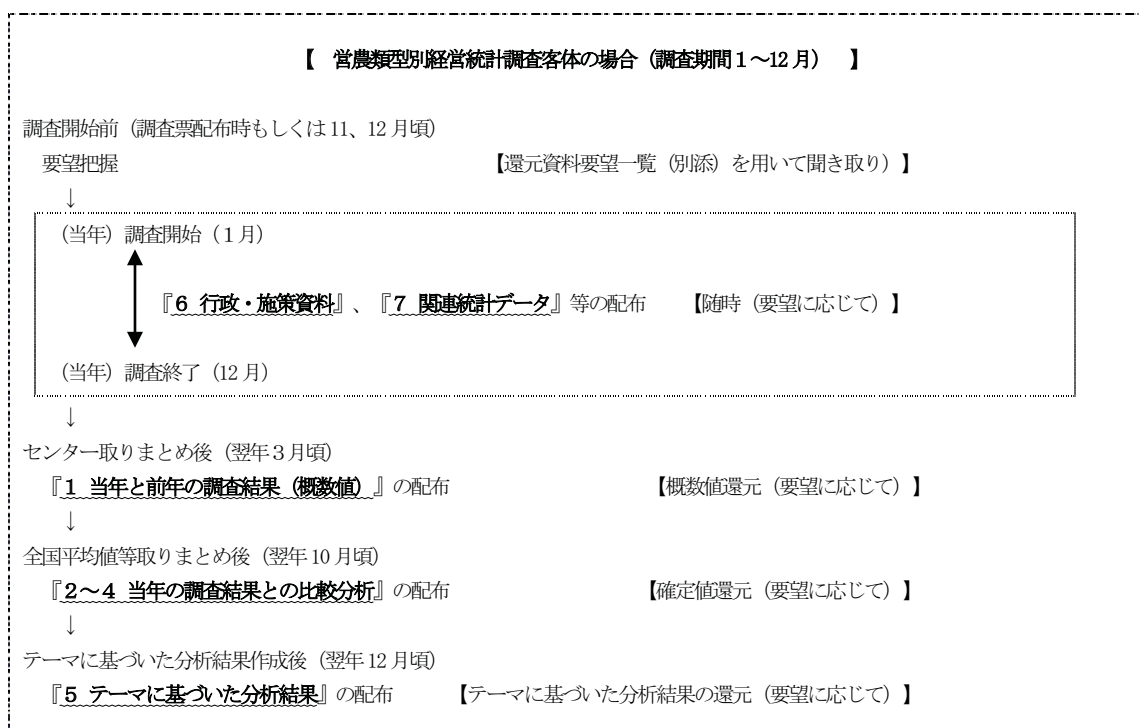 【 営農類型別経営統計調査客体の場合（調査期間１～12月） 】
調査開始前（調査票配布時もしくは11、12月頃）
要望把握 【還元資料要望一覧（別添）を用いて聞き取り）】
↓
（当年）調査開始（１月）
『６ 行政・施策資料』、『７ 関連統計データ』等の配布 【随時（要望に応じて）】
（当年）調査終了（12月）
↓
センター取りまとめ後（翌年３月頃）
『１ 当年と前年の調査結果（概数値）』の配布 【概数値還元（要望に応じて）】
↓
全国平均値等取りまとめ後（翌年10月頃）
『２～４ 当年の調査結果との比較分析』の配布 【確定値還元（要望に応じて）】
↓
テーマに基づいた分析結果作成後（翌年12月頃）
『５ テーマに基づいた分析結果』の配布 【テーマに基づいた分析結果の還元（要望に応じて）】